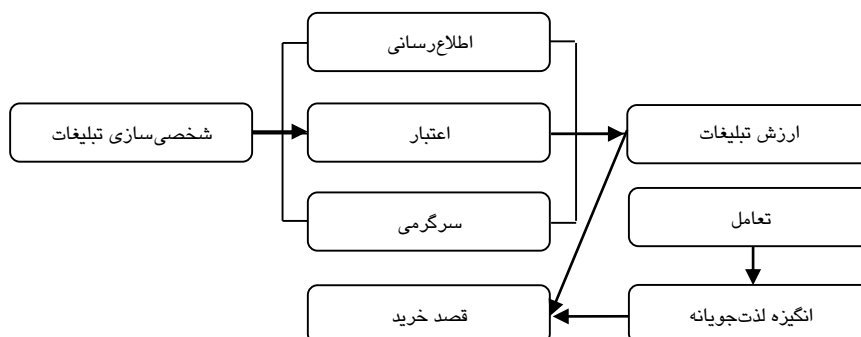 اطلاع‌رسانی
شخصی‌سازی تبلیغات
اعتبار
ارزش تبلیغات
سرگرمی
تعامل
قصد خرید
انگیزه لذت‌جویانه